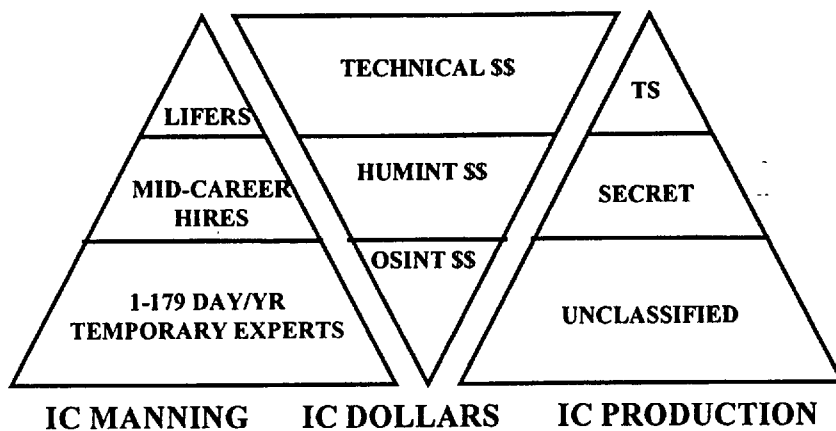 LIFERS
MID-CAREER
HIRES
1-179 DAY/YR
TEMPORARY EXPERTS
TECHNICAL $$
HUMINT $$
OSINT $$
TS
SECRET
UNCLASSIFIED
IC MANNING
IC DOLLARS
IC PRODUCTION